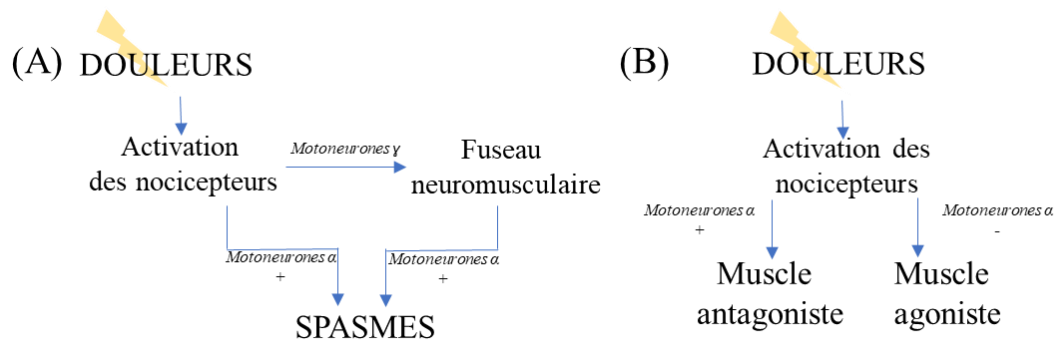 (A) DOULEURS
Activation
des nocicepteurs
Motoneurones γ
Fuseau
neuromusculaire
Motoneurones α
+
Motoneurones α
+
SPASMES
(B) DOULEURS
Activation des
nocicepteurs
Motoneurones α
+
Motoneurones α
-
Muscle
antagoniste
Muscle
agoniste